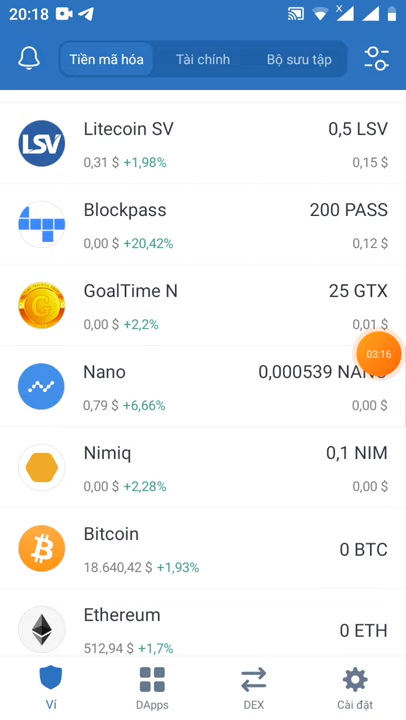 20:18
Tiền mã hóa Tài chính Bộ sưu tập
LSV
Litecoin SV 0,5 LSV
0,31 $ +1,98% 0,15 $
Blockpass 200 PASS
0,00 $ +20,42% 0,12 $
GoalTime N 25 GTX
0,00 $ +2,2% 0,01 $
03:16
Nano 0,000539 NANO
0,79 $ +6,66% 0,00 $
Nimiq 0,1 NIM
0,00 $ +2,28% 0,00 $
Bitcoin 0 BTC
18.640,42 $ +1,93%
Ethereum 0 ETH
512,94 $ +1,7%
Ví DApps DEX Cài đặt